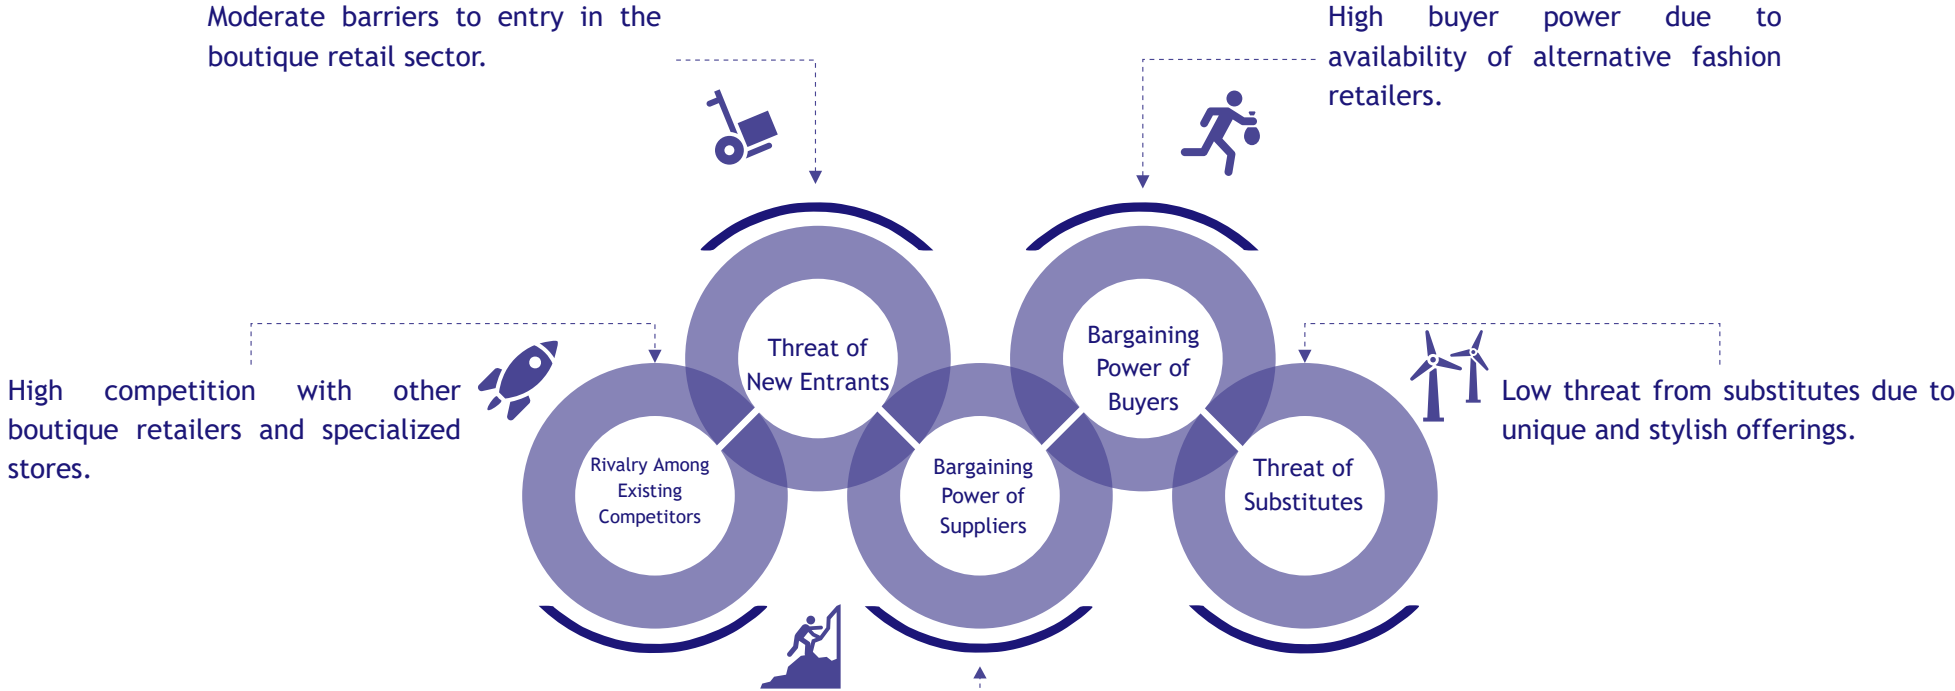 Moderate barriers to entry in the
boutique retail sector.
High buyer power due to
availability of alternative fashion
retailers.
High competition with other
boutique retailers and specialized
stores.
Low threat from substitutes due to
unique and stylish offerings.
Threat of
New Entrants
Bargaining
Power of
Buyers
Rivalry Among
Existing
Competitors
Bargaining
Power of
Suppliers
Threat of
Substitutes